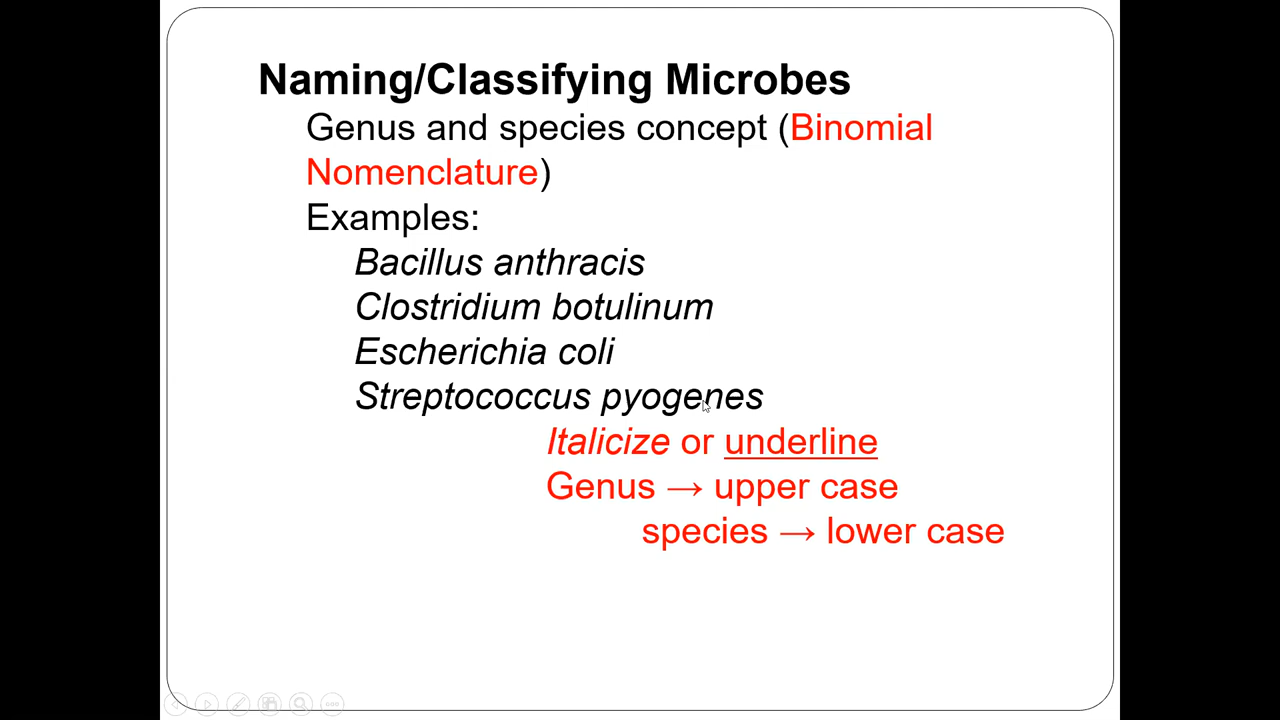 Naming/Classifying Microbes
Genus and species concept (Binomial
Nomenclature)
Examples:
Bacillus anthracis
Clostridium botulinum
Escherichia coli
Streptococcus pyogenes
Italicize or underline
Genus → upper case
species → lower case